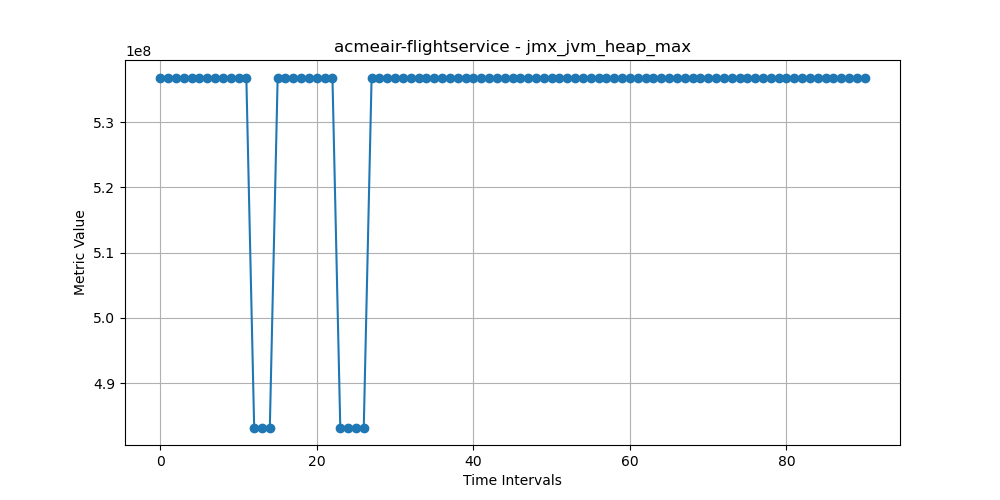 acmeair-flightservice - jmx_jvm_heap_max
1e8
5.3
5.2
5.1
5.0
4.9
Metric Value
0 20 40 60 80
Time Intervals